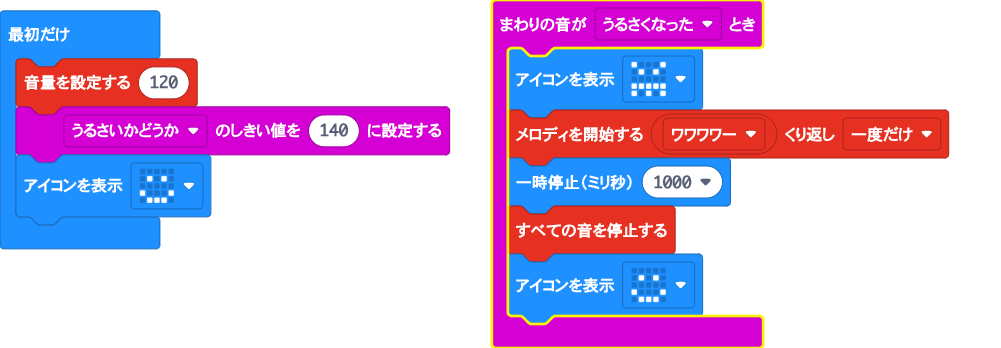 最初だけ
音量を設定する 120
うるさいかどうか のしきい値を 140 に設定する
アイコンを表示
まわりの音が うるさくなった とき
アイコンを表示
メロディを開始する ワワワワー くり返し 一度だけ
一時停止(ミリ秒) 1000
すべての音を停止する
アイコンを表示